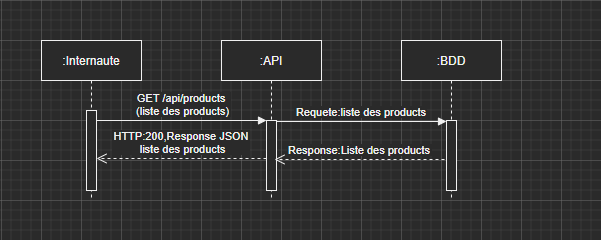 :Internaute
:API
:BDD
GET /api/products
(liste des products)
Requete:liste des products
HTTP:200,Response JSON
liste des products
Response:Liste des products